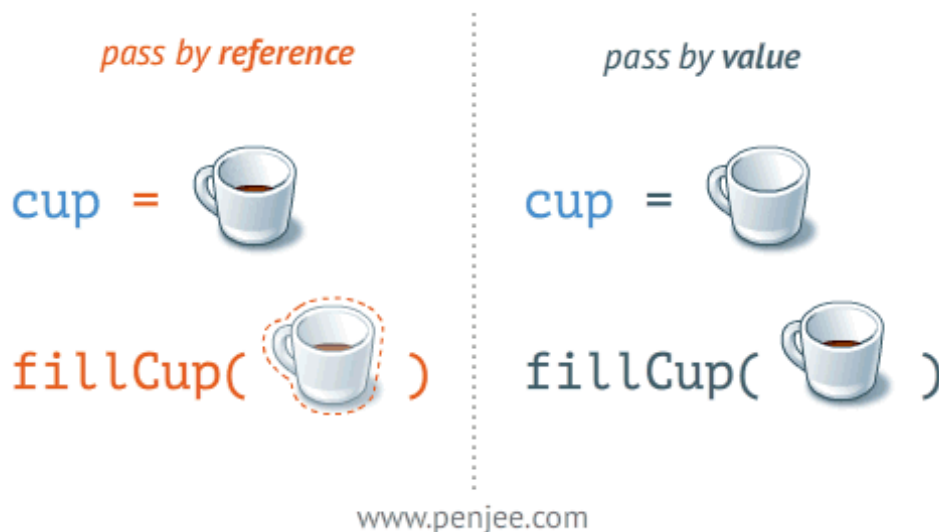 pass by reference
cup =
fillCup( )
pass by value
cup =
fillCup( )
www.penjee.com